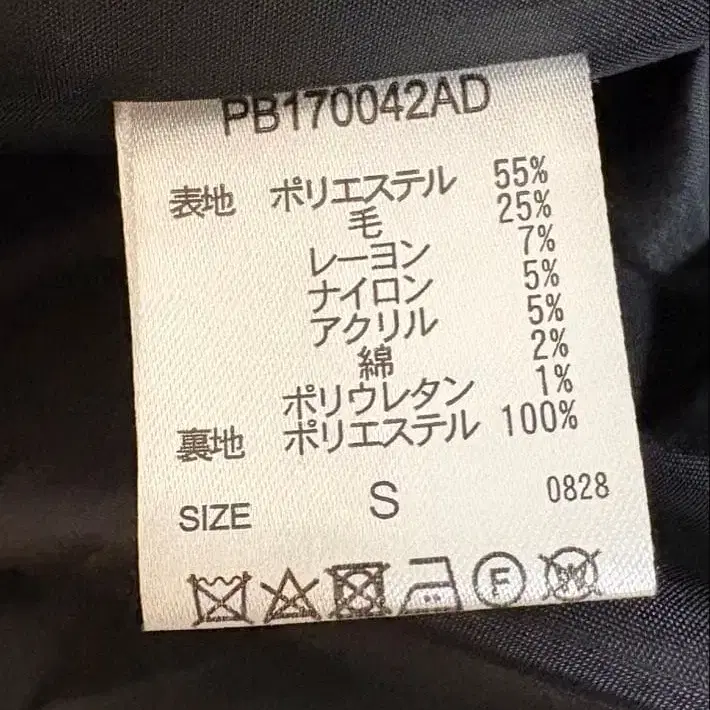 PB170042AD
表地 ポリエステル 55%
毛 25%
レーヨン 7%
ナイロン 5%
アクリル 5%
綿 2%
ポリウレタン 1%
裏地 ポリエステル 100%
SIZE S 0828
F W